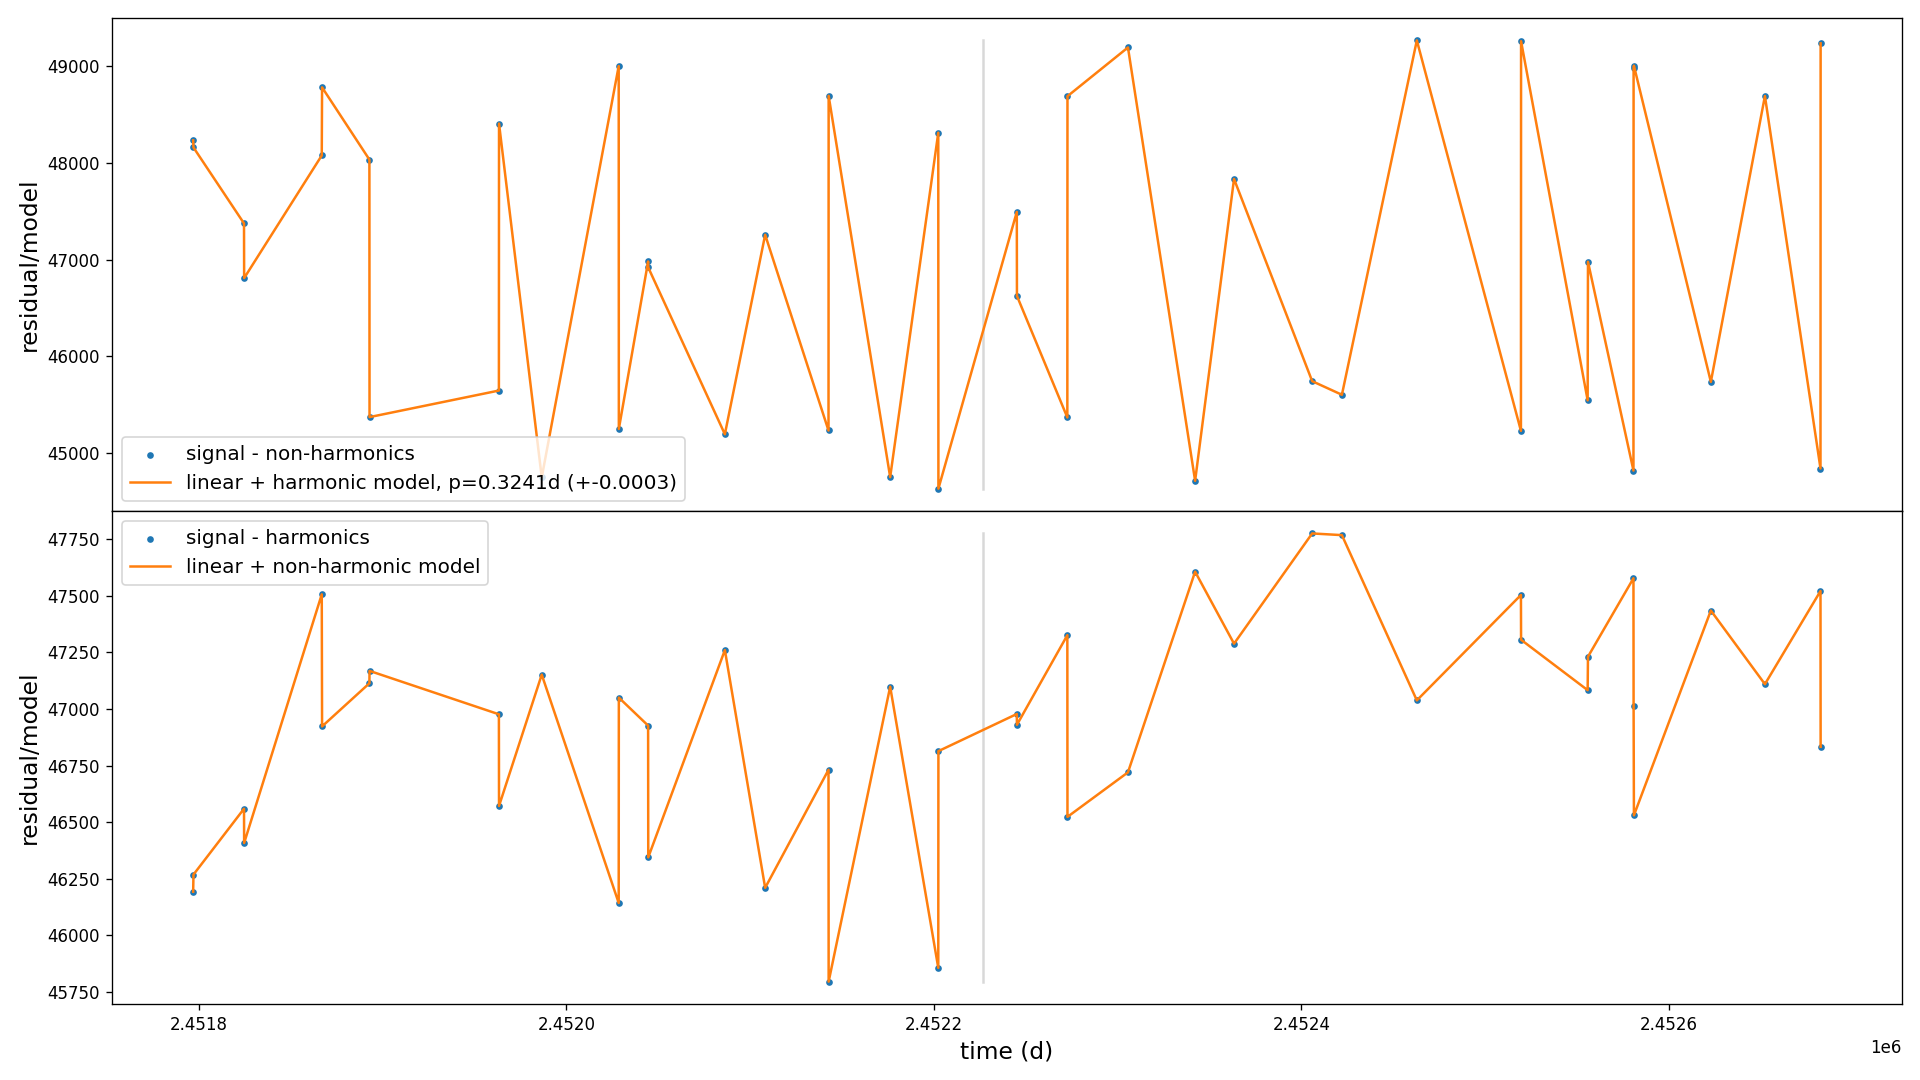 residual/model
49000
48000
47000
46000
45000
signal - non-harmonics
linear + harmonic model, p=0.3241d (+-0.0003)
residual/model
47750
47500
47250
47000
46750
46500
46250
46000
45750
signal - harmonics
linear + non-harmonic model
2.4518 2.4520 2.4522 2.4524 2.4526
time (d)
1e6